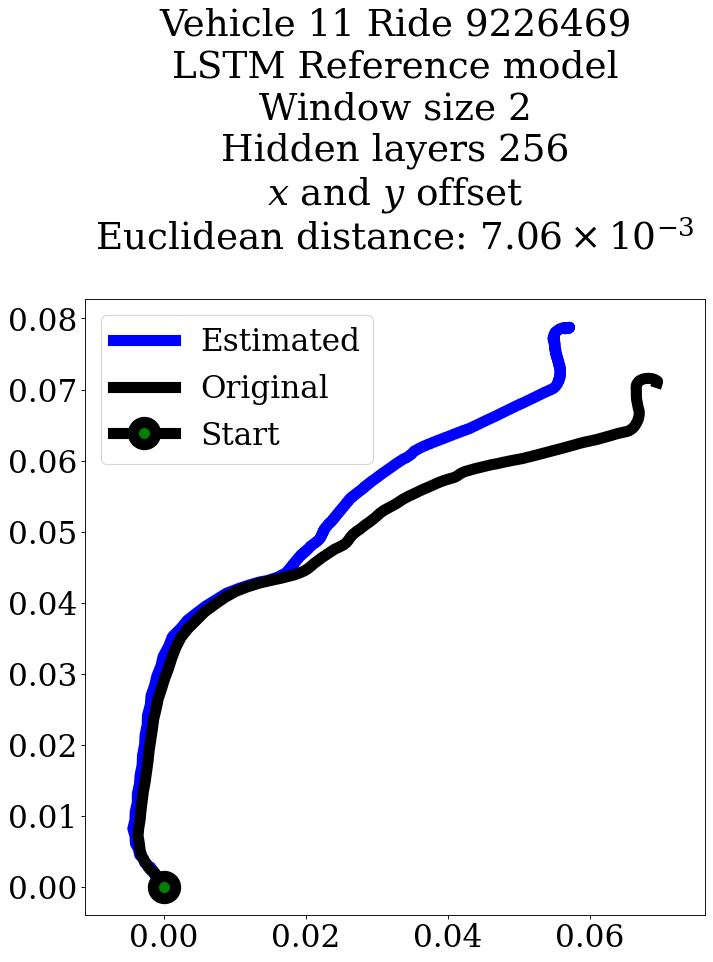 Vehicle 11 Ride 9226469
LSTM Reference model
Window size 2
Hidden layers 256
x and y offset
Euclidean distance: 7.06 × 10⁻³
Estimated
Original
Start
0.08
0.07
0.06
0.05
0.04
0.03
0.02
0.01
0.00
0.00 0.02 0.04 0.06